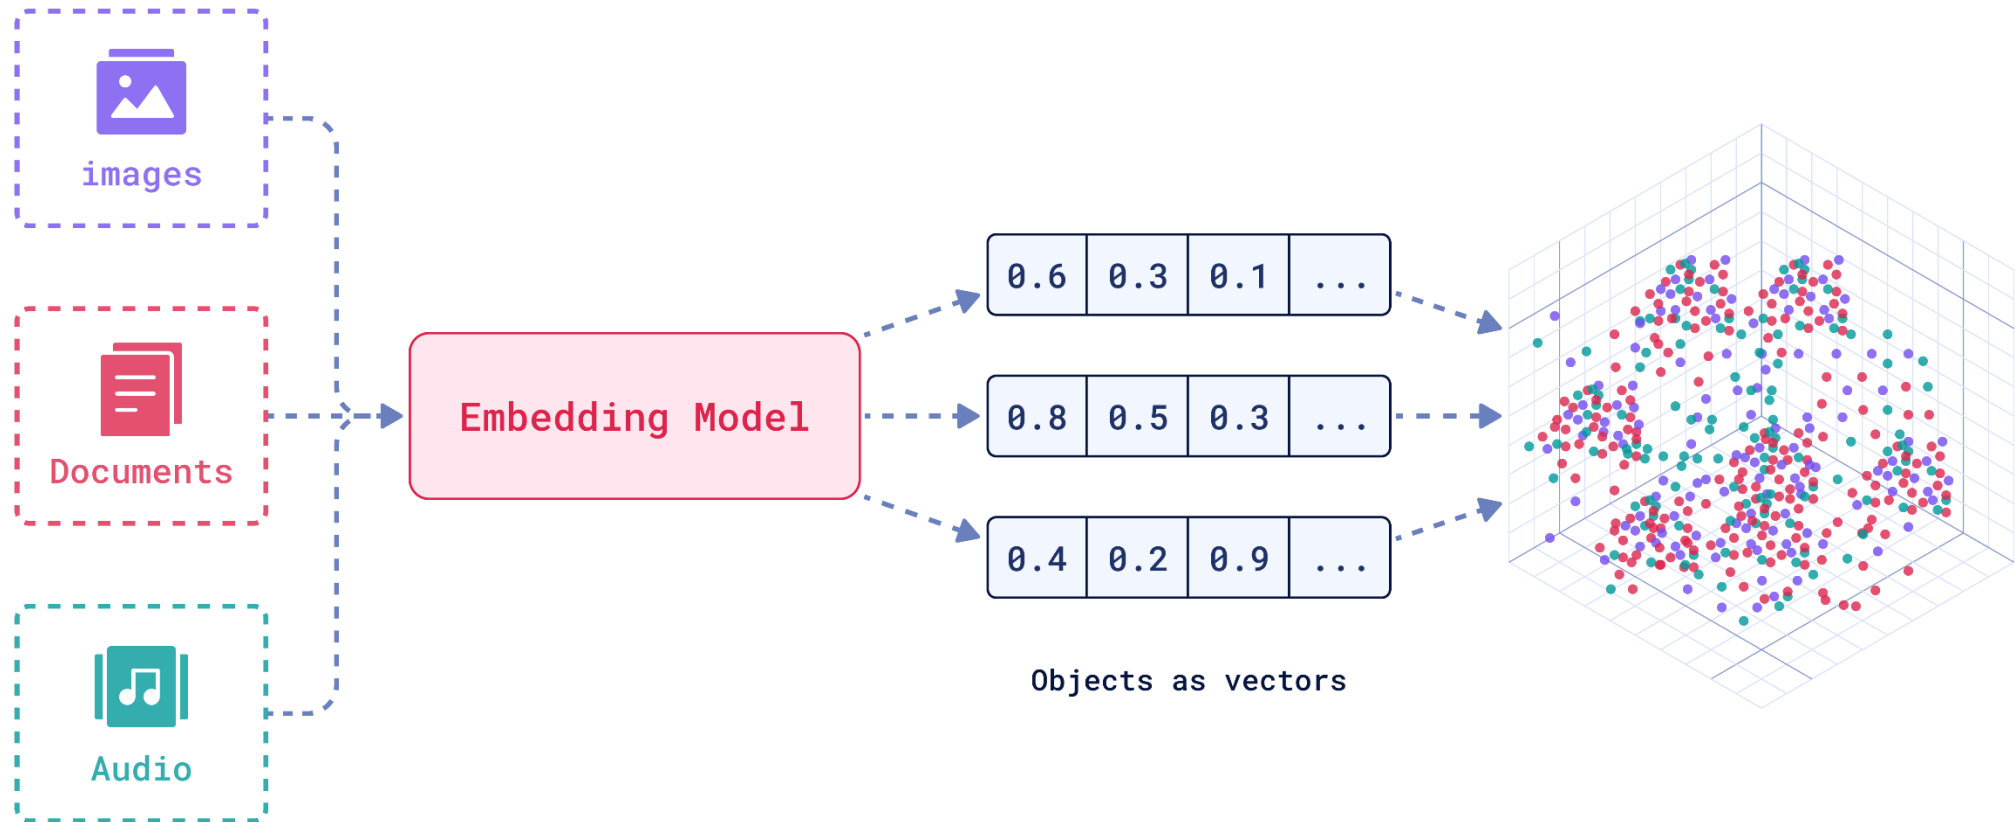 images
Documents
Audio
Embedding Model
0.6 0.3 0.1 ...
0.8 0.5 0.3 ...
0.4 0.2 0.9 ...
Objects as vectors